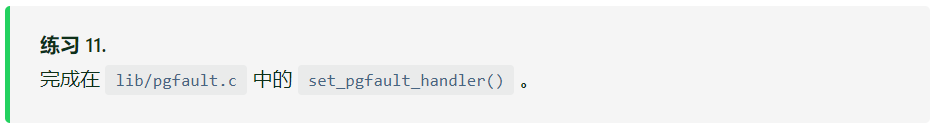 练习 11.
完成在 lib/pgfault.c 中的 set_pgfault_handler() 。